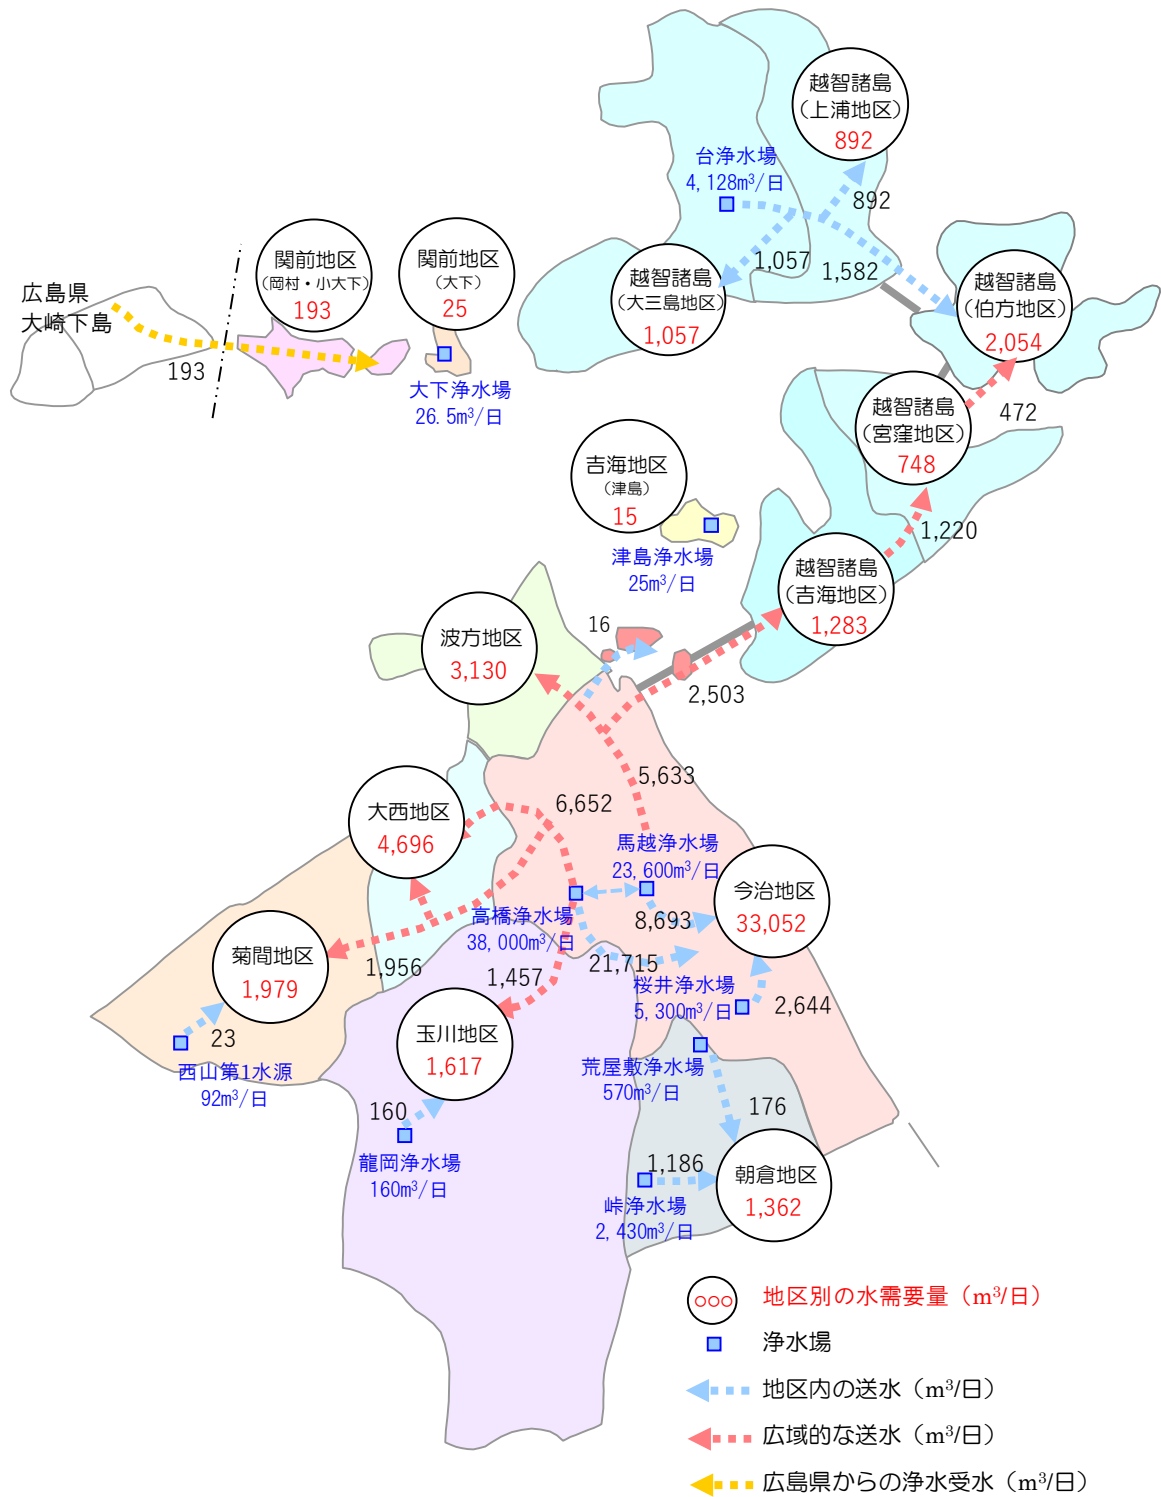 越智諸島
（上浦地区）
892
台浄水場
4,128m³/日
892
関前地区
（岡村・小大下）
193
関前地区
（大下）
25
越智諸島
（大三島地区）
1,057
1,057
1,582
越智諸島
（伯方地区）
2,054
広島県
大崎下島
193
大下浄水場
26.5m³/日
越智諸島
（宮窪地区）
748
472
吉海地区
（津島）
15
津島浄水場
25m³/日
1,220
越智諸島
（吉海地区）
1,283
16
波方地区
3,130
2,503
5,633
6,652
大西地区
4,696
馬越浄水場
23,600m³/日
今治地区
33,052
8,693
高橋浄水場
38,000m³/日
21,715
菊間地区
1,979
1,956
1,457
桜井浄水場
5,300m³/日
2,644
23
西山第1水源
92m³/日
玉川地区
1,617
荒屋敷浄水場
570m³/日
176
160
龍岡浄水場
160m³/日
1,186
朝倉地区
1,362
峠浄水場
2,430m³/日
○○○
地区別の水需要量（m³/日）
浄水場
地区内の送水（m³/日）
広域的な送水（m³/日）
広島県からの浄水受水（m³/日）